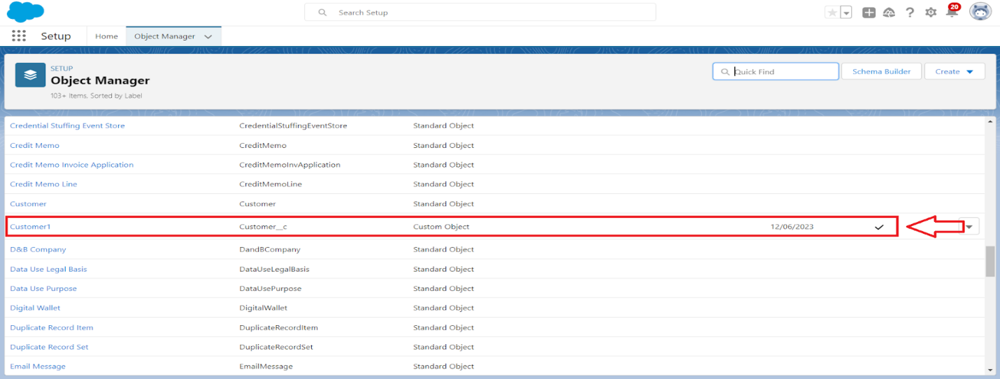 Search Setup
20
Setup Home Object Manager
SETUP
Object Manager
103+ Items, Sorted by Label
Quick Find Schema Builder Create
Credential Stuffing Event Store CredentialStuffingEventStore Standard Object
Credit Memo CreditMemo Standard Object
Credit Memo Invoice Application CreditMemoInvApplication Standard Object
Credit Memo Line CreditMemoLine Standard Object
Customer Customer Standard Object
Customer1 Customer__c Custom Object 12/06/2023
D&B Company DandBCompany Standard Object
Data Use Legal Basis DataUseLegalBasis Standard Object
Data Use Purpose DataUsePurpose Standard Object
Digital Wallet DigitalWallet Standard Object
Duplicate Record Item DuplicateRecordItem Standard Object
Duplicate Record Set DuplicateRecordSet Standard Object
Email Message EmailMessage Standard Object